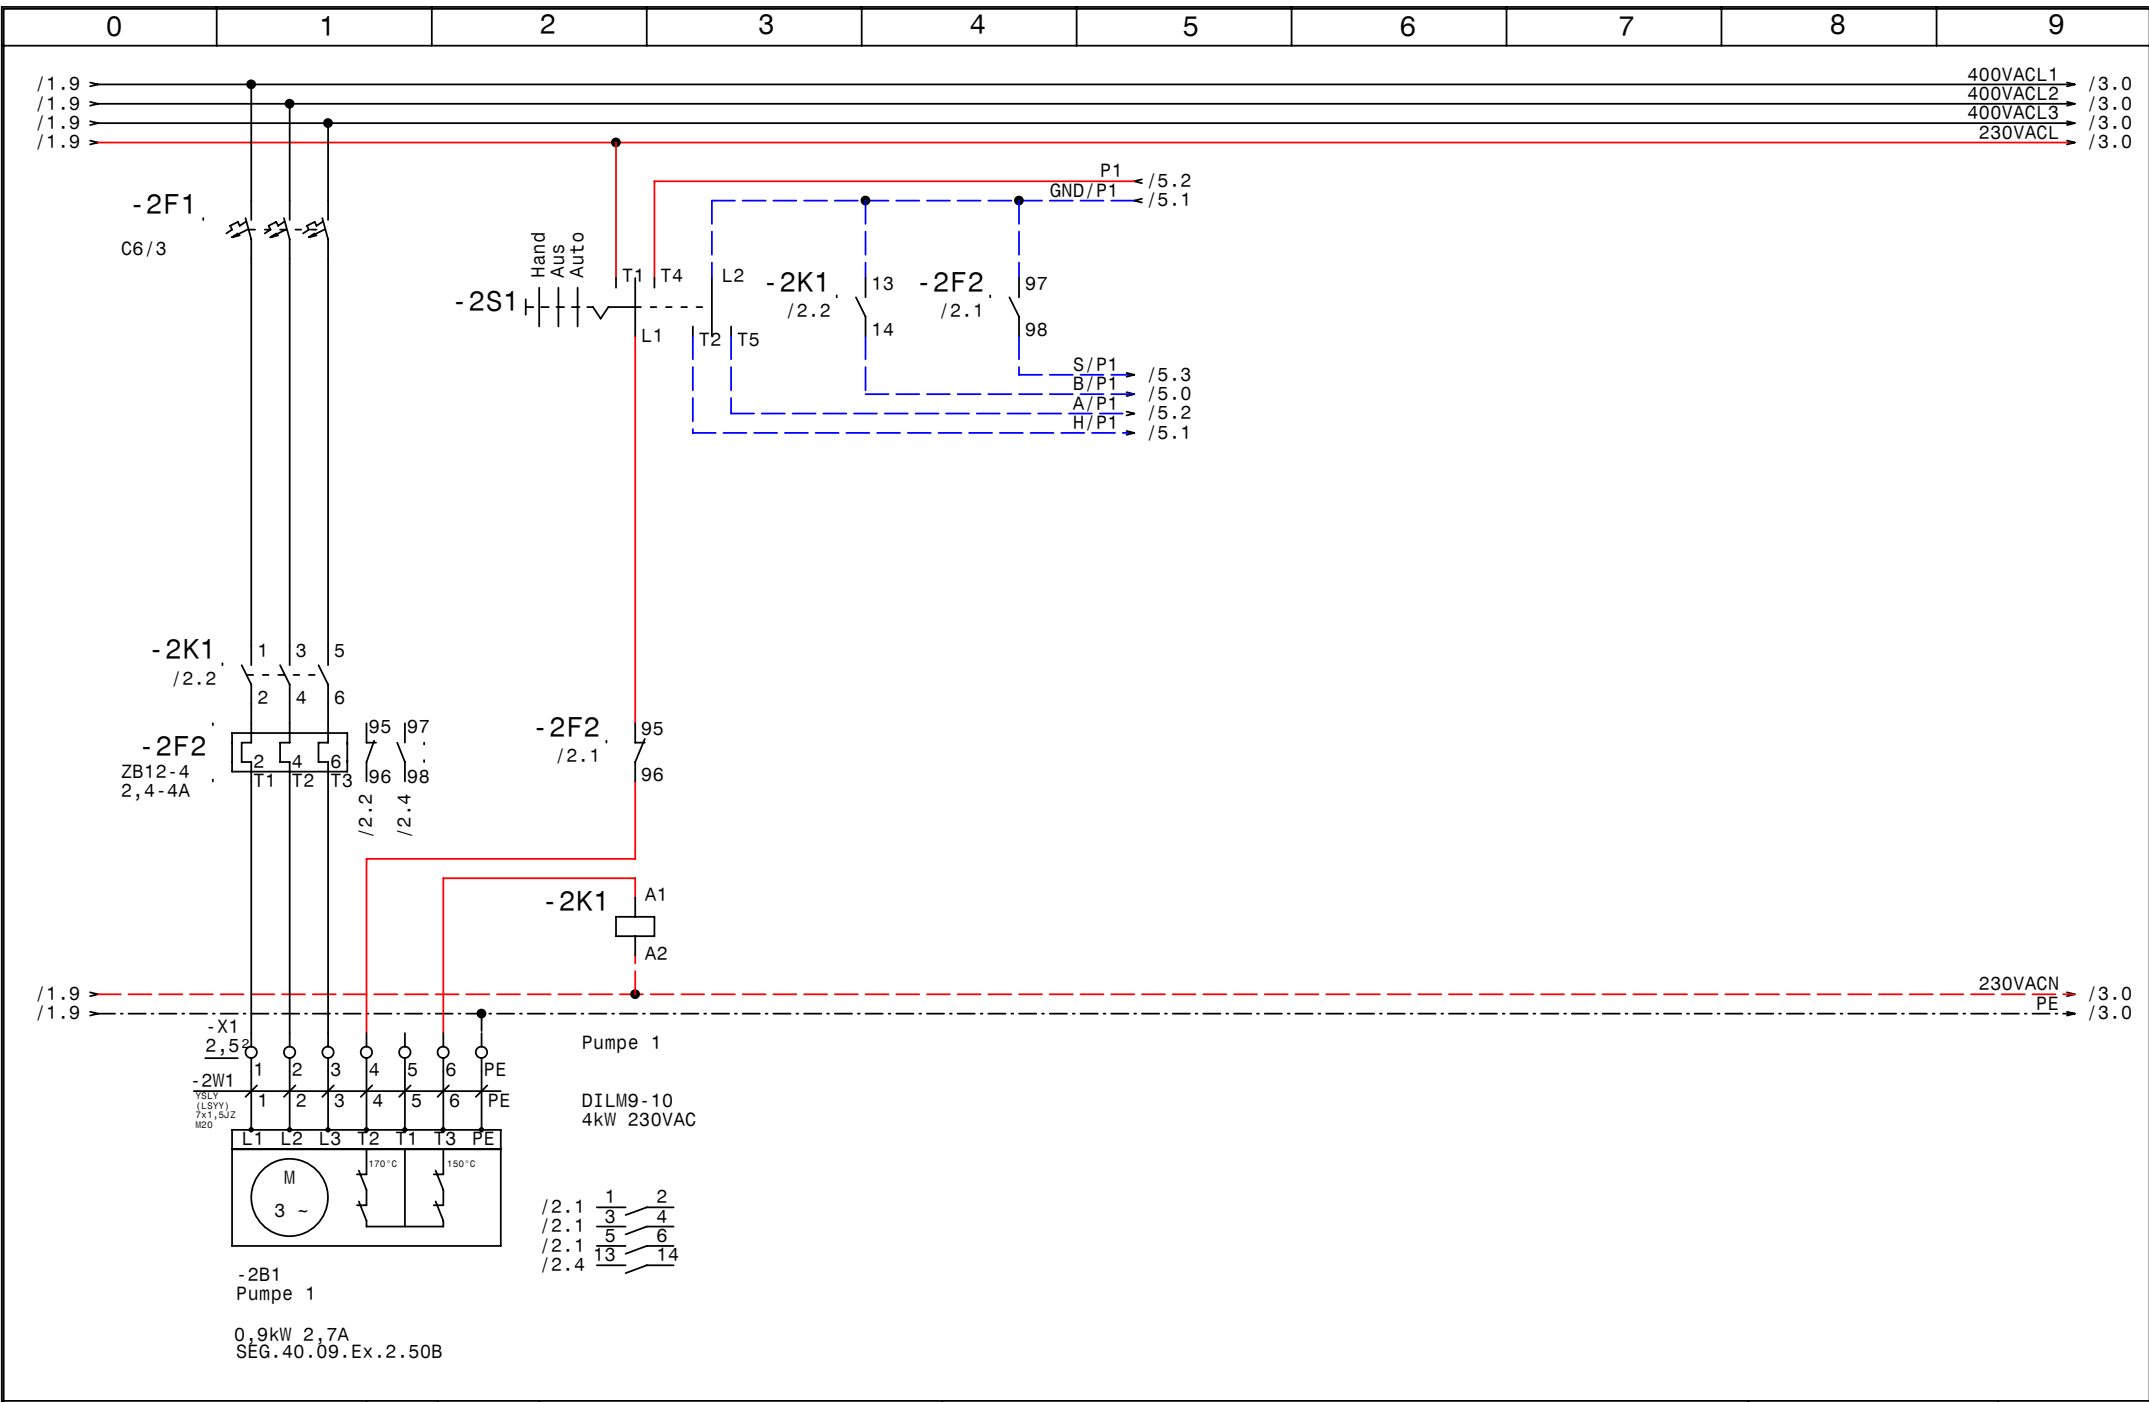 0 1 2 3 4 5 6 7 8 9
/1.9 400VACL1 /3.0
/1.9 400VACL2 /3.0
/1.9 400VACL3 /3.0
/1.9 230VACL /3.0
P1 /5.2
GND/P1 /5.1
-2F1
C6/3
Hand
Aus
Auto
-2S1
T1 T4 L2
L1 T2 T5
-2K1 13
/2.2
14
-2F2 97
/2.1
98
S/P1 /5.3
B/P1 /5.0
A/P1 /5.2
H/P1 /5.1
-2K1 1 3 5
/2.2
2 4 6
-2F2
ZB12-4
2,4-4A
2 4 6
T1 T2 T3
95 97
96 98
/2.2 /2.4
-2F2 95
/2.1
96
-2K1 A1
A2
/1.9 230VACN /3.0
/1.9 PE /3.0
-X1
2,5²
1 2 3 4 5 6 PE
-2W1
YSLY
(LSYY)
7x1,5JZ
M20
1 2 3 4 5 6 PE
L1 L2 L3 T2 T1 T3 PE
M
3 ~
170°C 150°C
Pumpe 1
DILM9-10
4kW 230VAC
/2.1 1 2
/2.1 3 4
/2.1 5 6
/2.4 13 14
-2B1
Pumpe 1
0,9kW 2,7A
SEG.40.09.Ex.2.50B